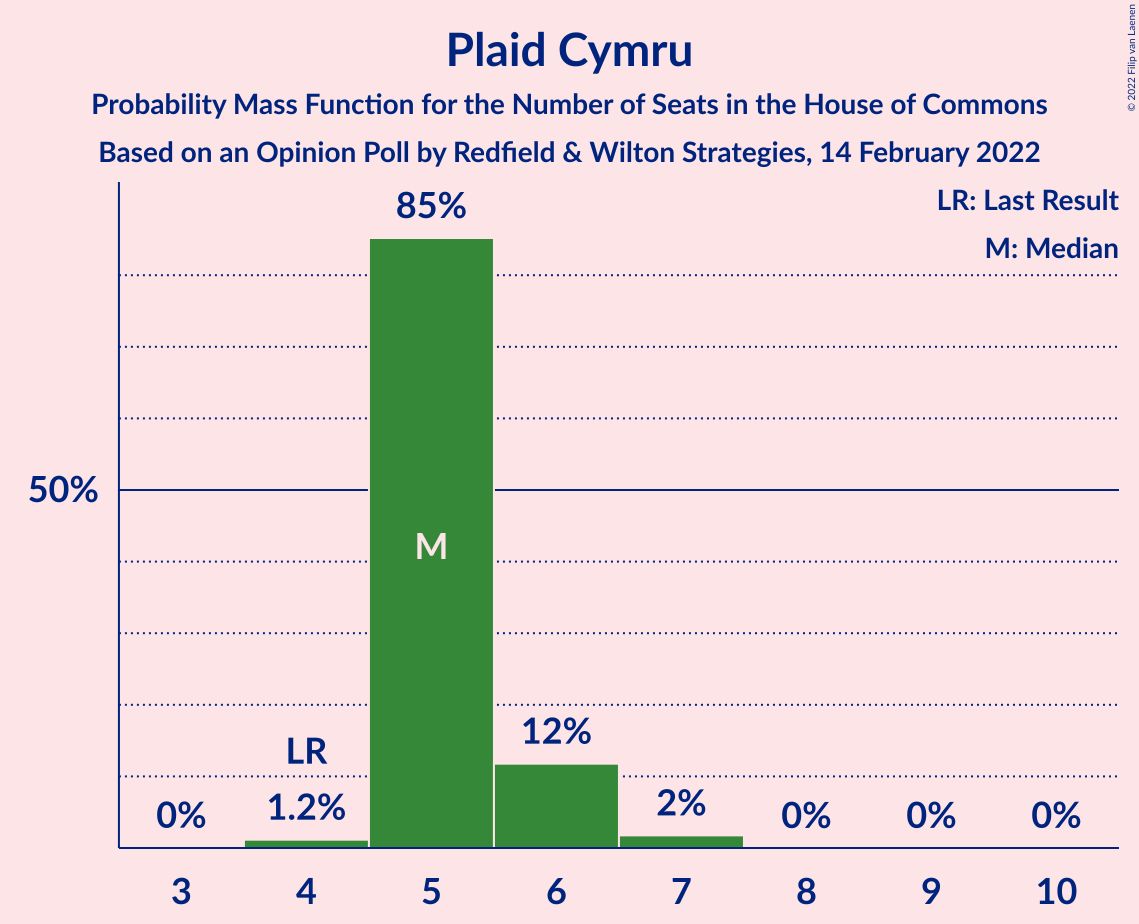 Plaid Cymru
Probability Mass Function for the Number of Seats in the House of Commons
Based on an Opinion Poll by Redfield & Wilton Strategies, 14 February 2022
© 2022 Filip van Laenen
LR: Last Result
M: Median
85%
50%
M
12%
LR
0%
1.2%
2%
0%
0%
0%
3 4 5 6 7 8 9 10